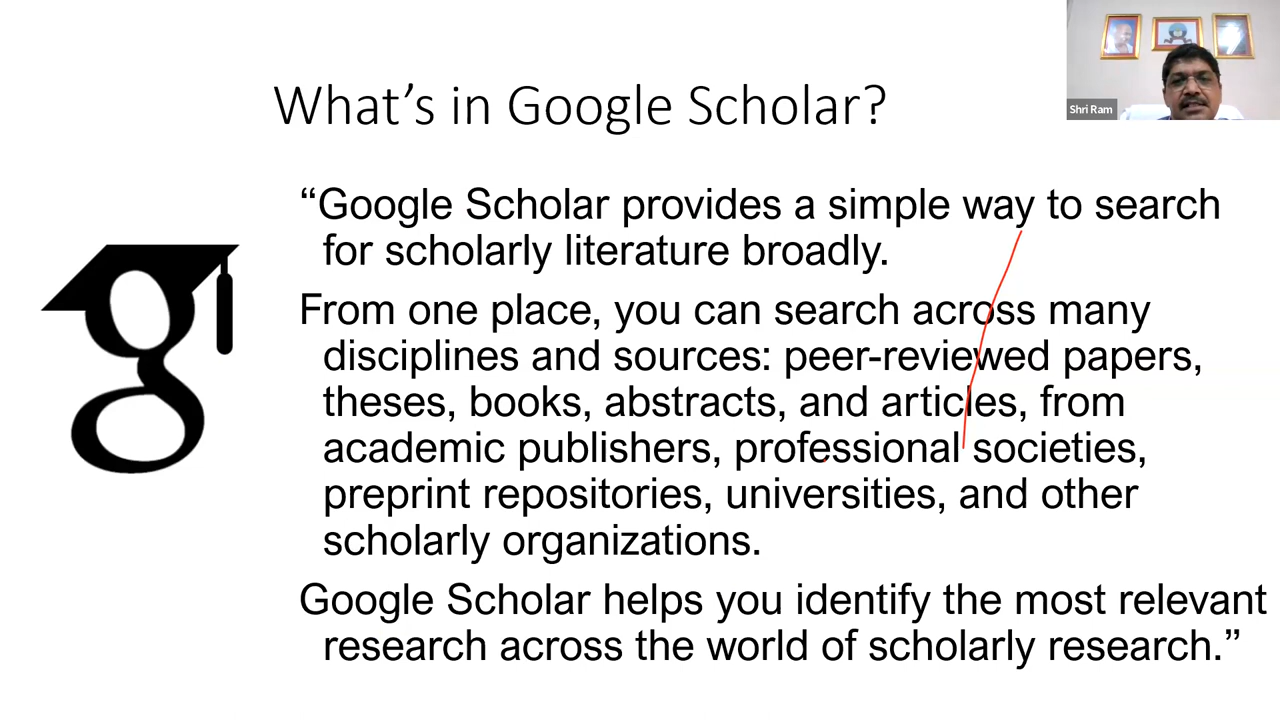 Shri Ram
What's in Google Scholar?
“Google Scholar provides a simple way to search
for scholarly literature broadly.
From one place, you can search across many
disciplines and sources: peer-reviewed papers,
theses, books, abstracts, and articles, from
academic publishers, professional societies,
preprint repositories, universities, and other
scholarly organizations.
Google Scholar helps you identify the most relevant
research across the world of scholarly research.”
g